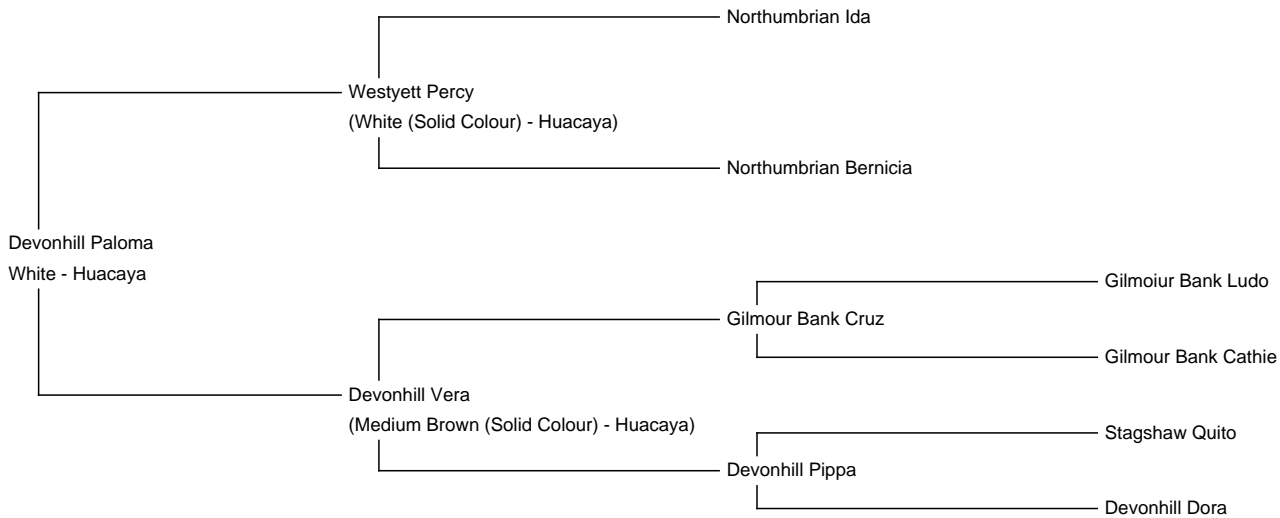 Northumbrian Ida
Westyett Percy
(White (Solid Colour) - Huacaya)
Northumbrian Bernicia
Devonhill Paloma
White - Huacaya
Gilmoiur Bank Ludo
Gilmour Bank Cruz
Gilmour Bank Cathie
Devonhill Vera
(Medium Brown (Solid Colour) - Huacaya)
Stagshaw Quito
Devonhill Pippa
Devonhill Dora